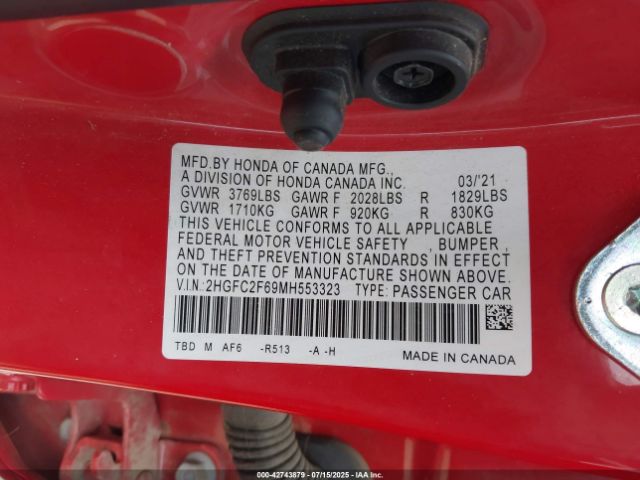 MFD.BY HONDA OF CANADA MFG.,
A DIVISION OF HONDA CANADA INC. 03/'21
GVWR 3769LBS GAWR F 2028LBS R 1829LBS
GVWR 1710KG GAWR F 920KG R 830KG
THIS VEHICLE CONFORMS TO ALL APPLICABLE
FEDERAL MOTOR VEHICLE SAFETY , BUMPER ,
AND THEFT PREVENTION STANDARDS IN EFFECT
ON THE DATE OF MANUFACTURE SHOWN ABOVE.
V.I.N.: 2HGFC2F69MH553323 TYPE: PASSENGER CAR
TBD M AF6 -R513 -A -H MADE IN CANADA
000-42743879 - 07/15/2025 - IAAI.COM